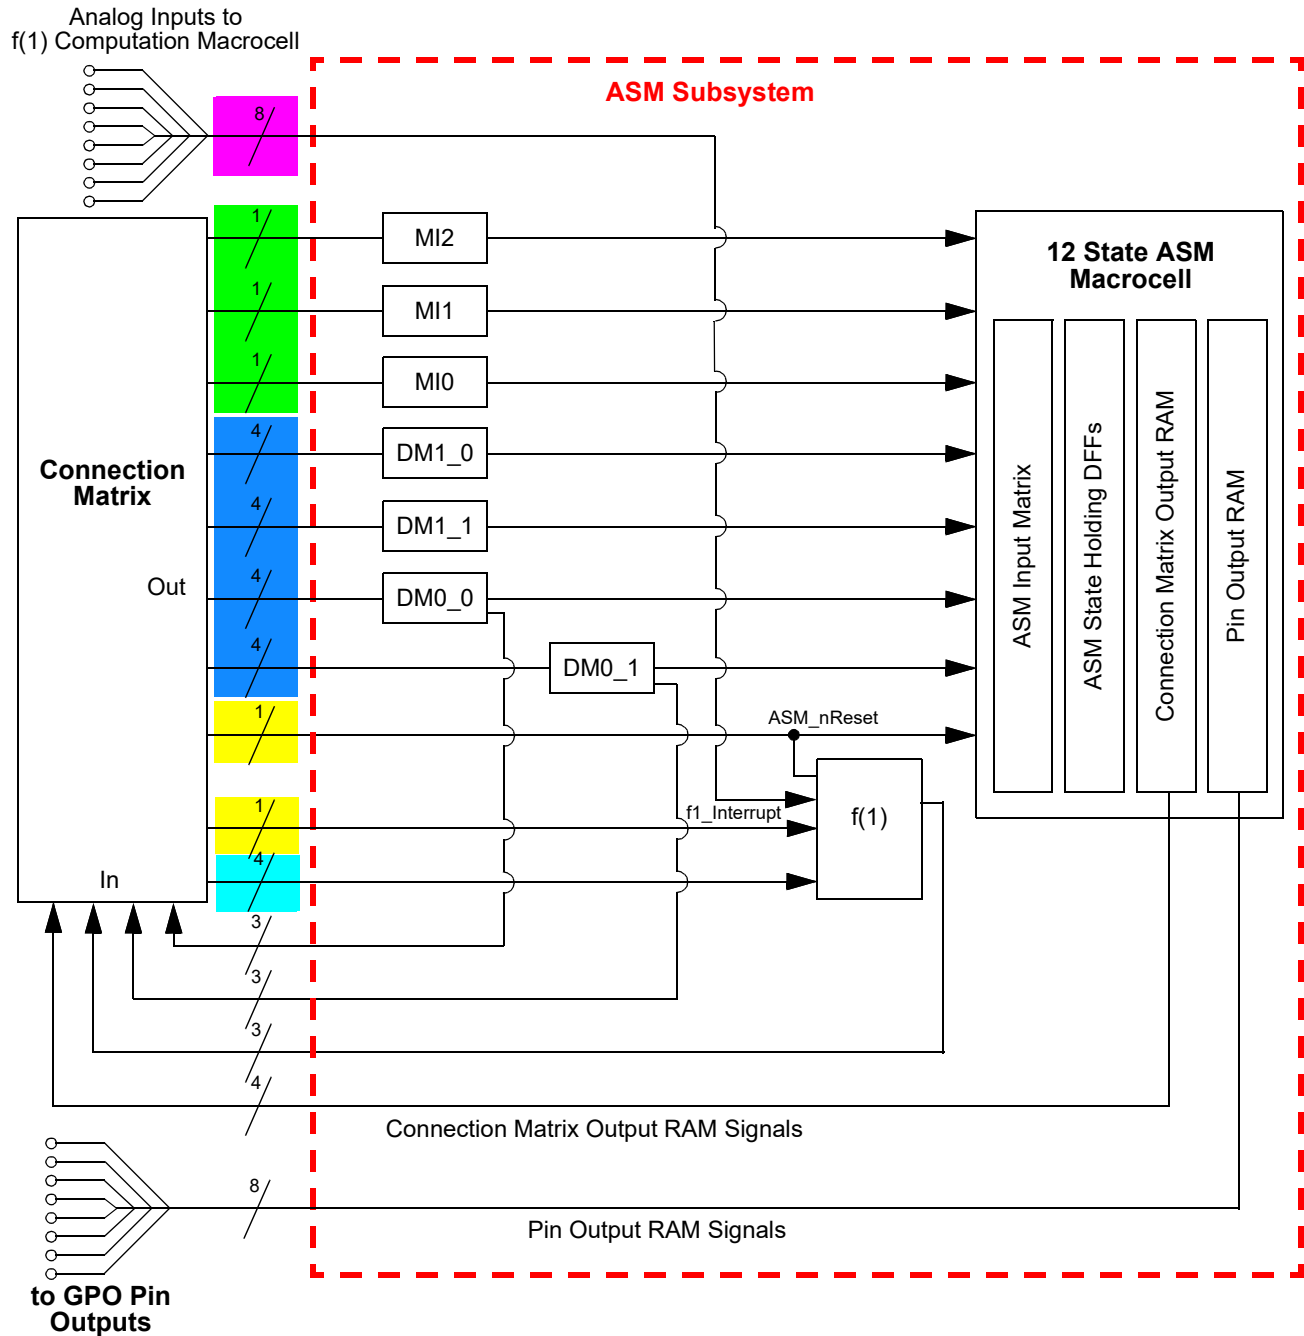 Analog Inputs to
f(1) Computation Macrocell
ASM Subsystem
8
1
MI2
12 State ASM
Macrocell
1
MI1
1
MI0
4
DM1_0
Connection
Matrix
4
DM1_1
Out
4
DM0_0
4
DM0_1
ASM Input Matrix
ASM State Holding DFFs
Connection Matrix Output RAM
Pin Output RAM
1
ASM_nReset
1
f1_Interrupt
f(1)
4
In
3
3
3
4
Connection Matrix Output RAM Signals
8
Pin Output RAM Signals
to GPO Pin
Outputs